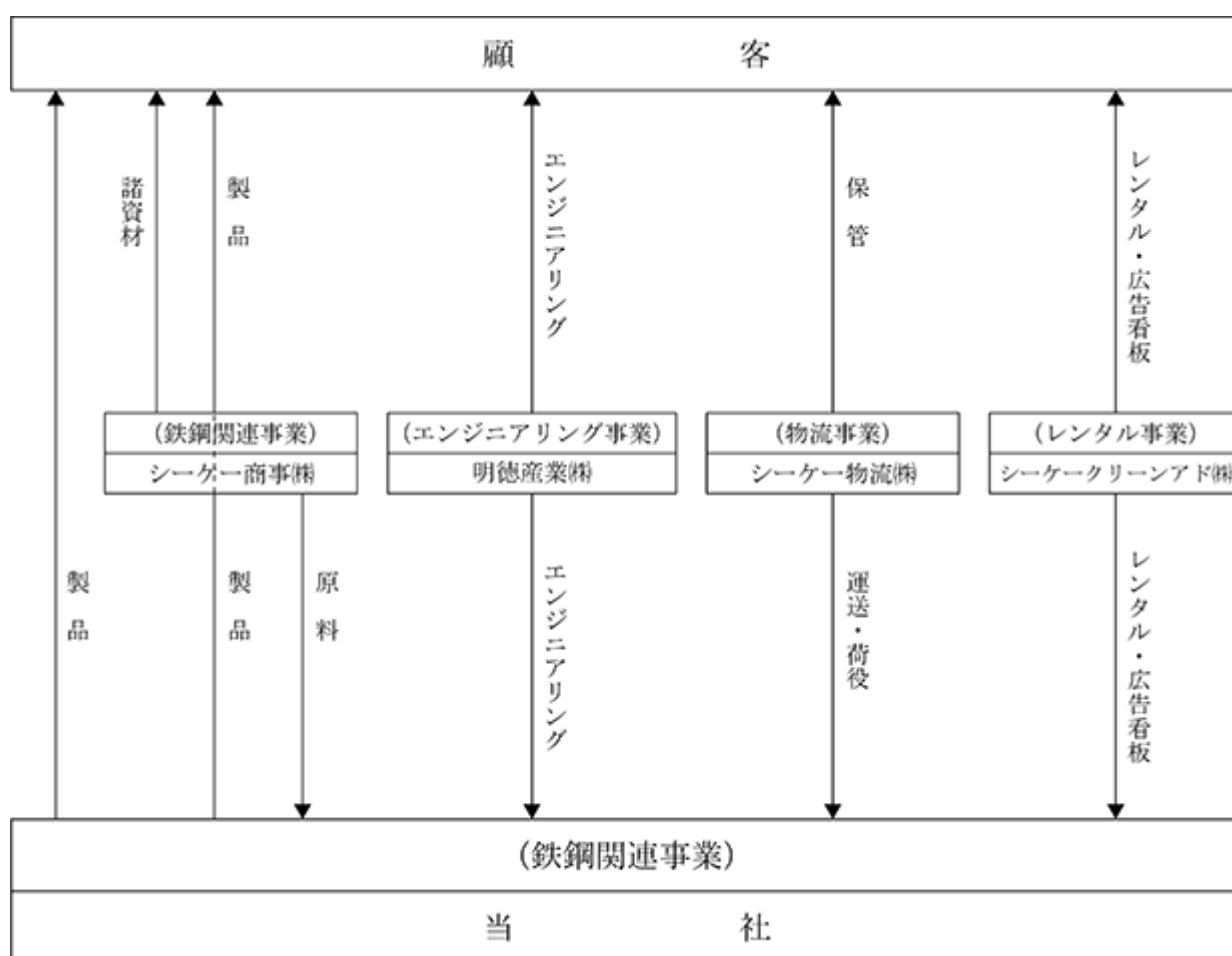 顧客
諸資材
製品
エンジニアリング
保管
レンタル・広告看板
(鉄鋼関連事業)
シーケー商事㈱
(エンジニアリング事業)
明徳産業㈱
(物流事業)
シーケー物流㈱
(レンタル事業)
シーケークリーンアド㈱
製品
製品
原料
エンジニアリング
運送・荷役
レンタル・広告看板
(鉄鋼関連事業)
当社